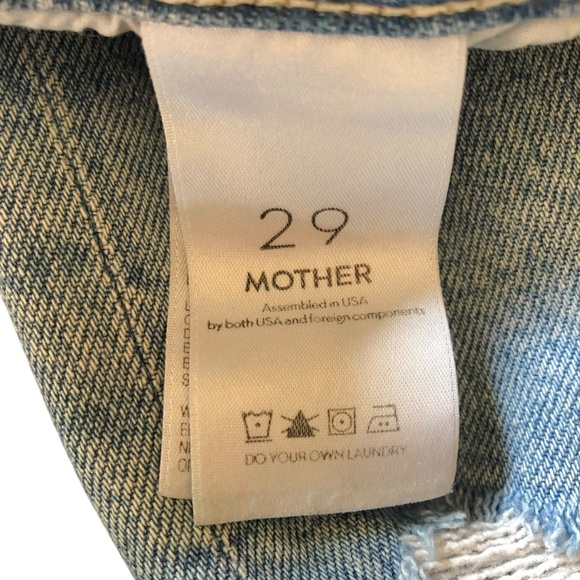 29
MOTHER
Assembled in USA
by both USA and foreign components
DO YOUR OWN LAUNDRY